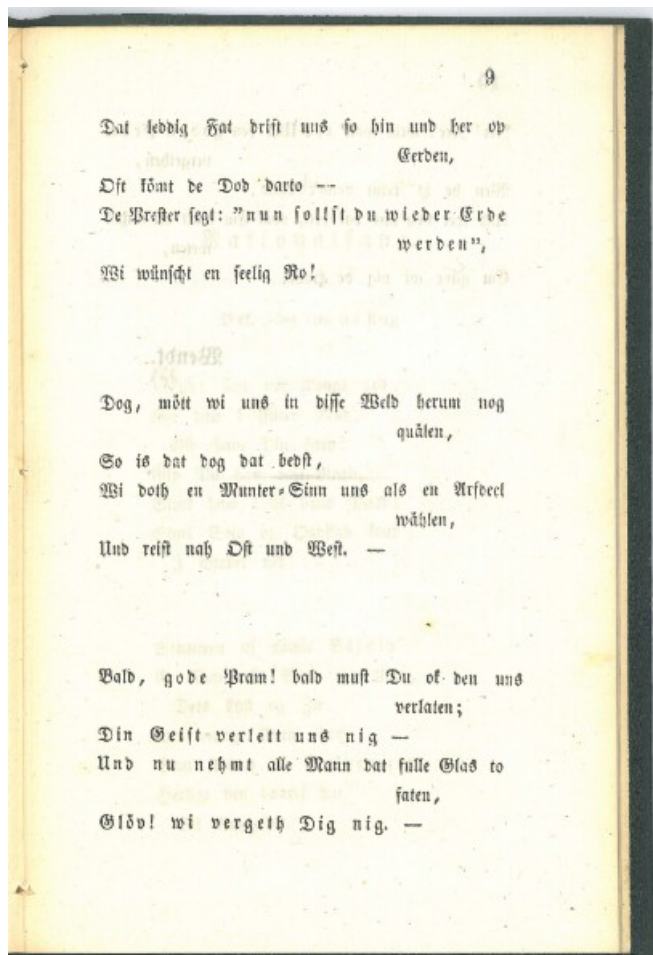 9
Dat leddig Fat drift uns so hin und her op
Eerden,
Oft kömt de Dod darto --
De Prester segt: "nun sollst du wieder Erde
werden",
Wi wünscht en seelig Ro!
Dog, mött wi uns in disse Weld herum nog
quälen,
So is dat dog dat bedst,
Wi doth en Munter-Sinn uns als en Arfdeel
wählen,
Und reist nah Ost und West. —
Bald, gode Pram! bald must Du ok den uns
verlaten;
Din Geist verlett uns nig —
Und nu nehmt alle Mann dat fulle Glas to
faten,
Glöv! wi vergeth Dig nig. —